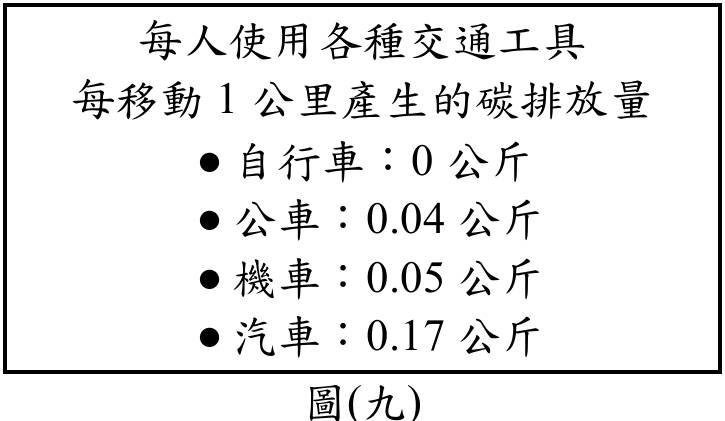 每人使用各種交通工具
每移動 1 公里產生的碳排放量
● 自行車：0 公斤
● 公車：0.04 公斤
● 機車：0.05 公斤
● 汽車：0.17 公斤
圖(九)